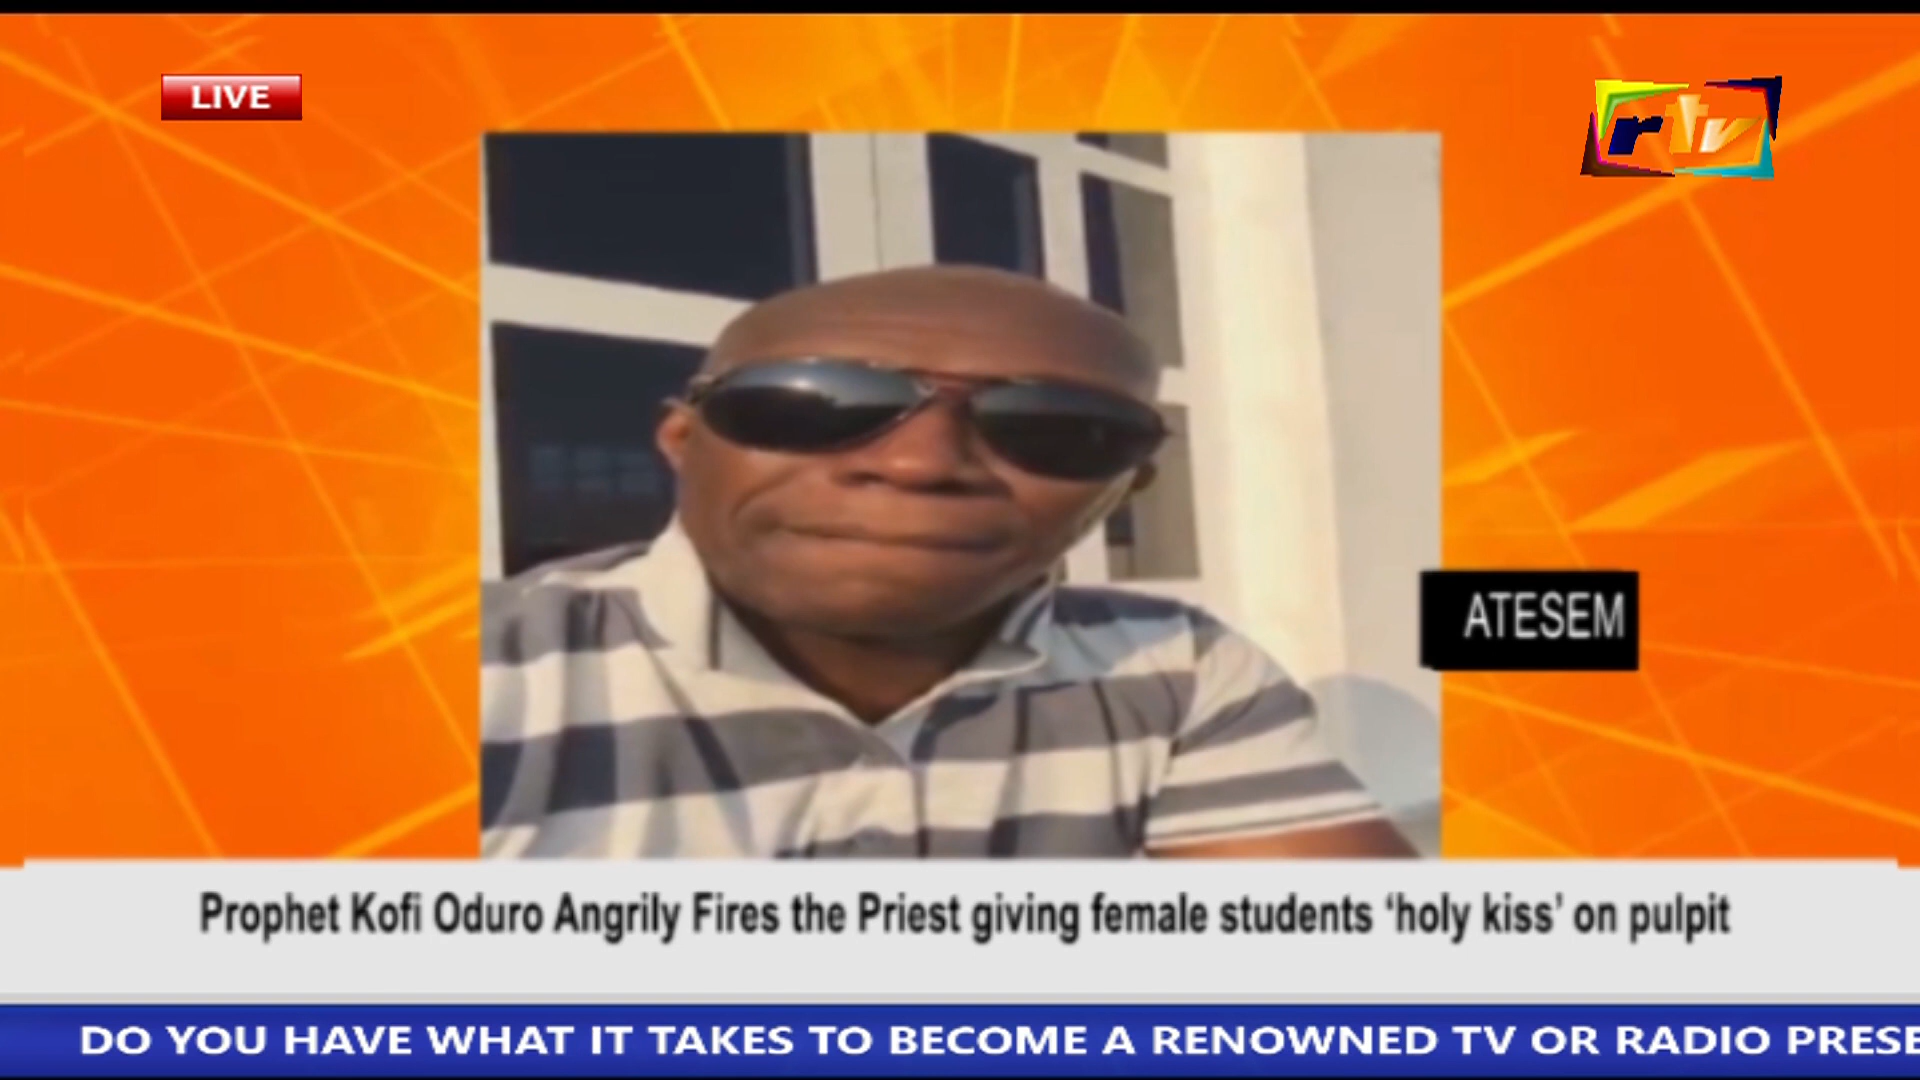 LIVE
rtv
ATESEM
Prophet Kofi Oduro Angrily Fires the Priest giving female students ‘holy kiss’ on pulpit
DO YOU HAVE WHAT IT TAKES TO BECOME A RENOWNED TV OR RADIO PRESE